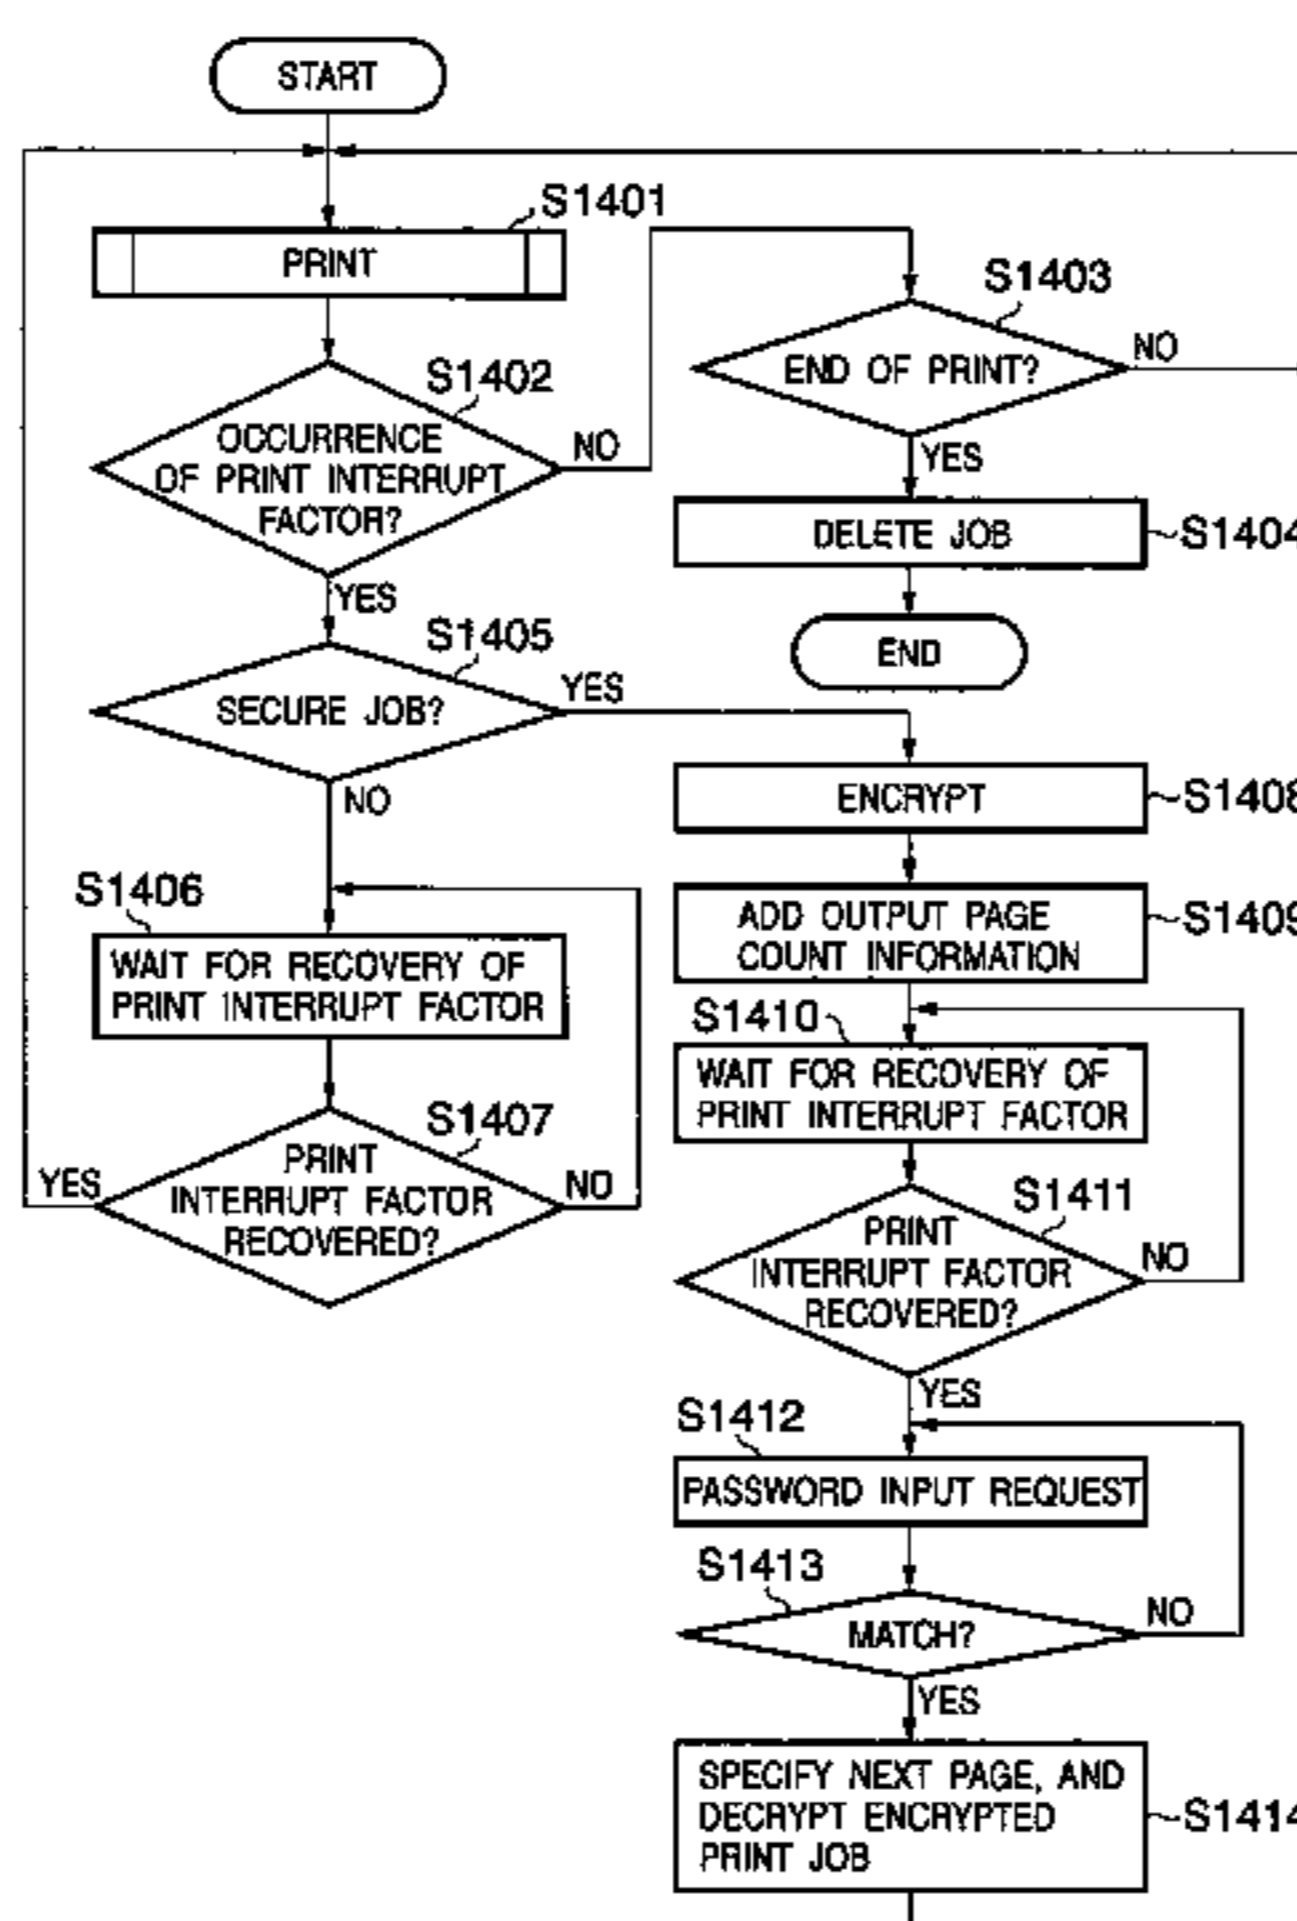 START
S1401
PRINT
S1402
OCCURRENCE
OF PRINT INTERRUPT
FACTOR?
NO
YES
S1403
END OF PRINT?
NO
YES
DELETE JOB
S1404
END
S1405
SECURE JOB?
YES
NO
S1406
WAIT FOR RECOVERY OF
PRINT INTERRUPT FACTOR
S1407
PRINT
INTERRUPT FACTOR
RECOVERED?
YES
NO
ENCRYPT
S1408
ADD OUTPUT PAGE
COUNT INFORMATION
S1409
S1410
WAIT FOR RECOVERY OF
PRINT INTERRUPT FACTOR
S1411
PRINT
INTERRUPT FACTOR
RECOVERED?
NO
YES
S1412
PASSWORD INPUT REQUEST
S1413
MATCH?
NO
YES
SPECIFY NEXT PAGE, AND
DECRYPT ENCRYPTED
PRINT JOB
S1414